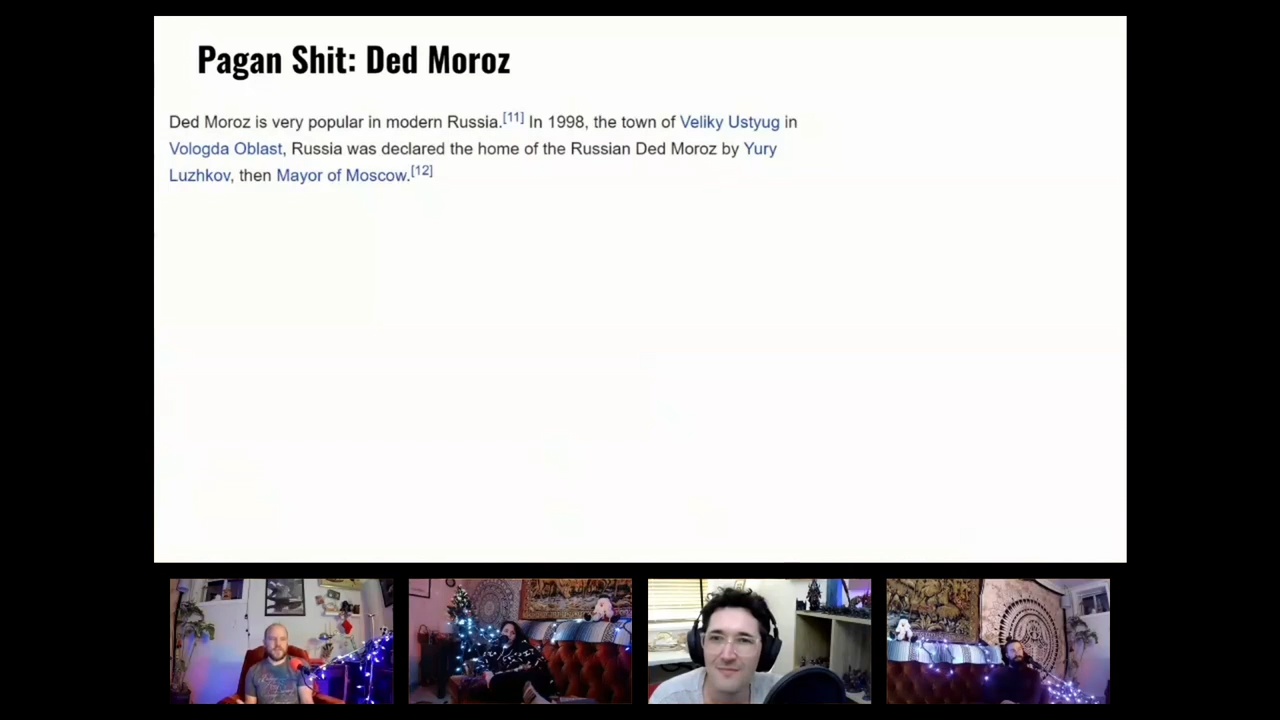 Pagan Shit: Ded Moroz
Ded Moroz is very popular in modern Russia.[11] In 1998, the town of Veliky Ustyug in
Vologda Oblast, Russia was declared the home of the Russian Ded Moroz by Yury
Luzhkov, then Mayor of Moscow.[12]